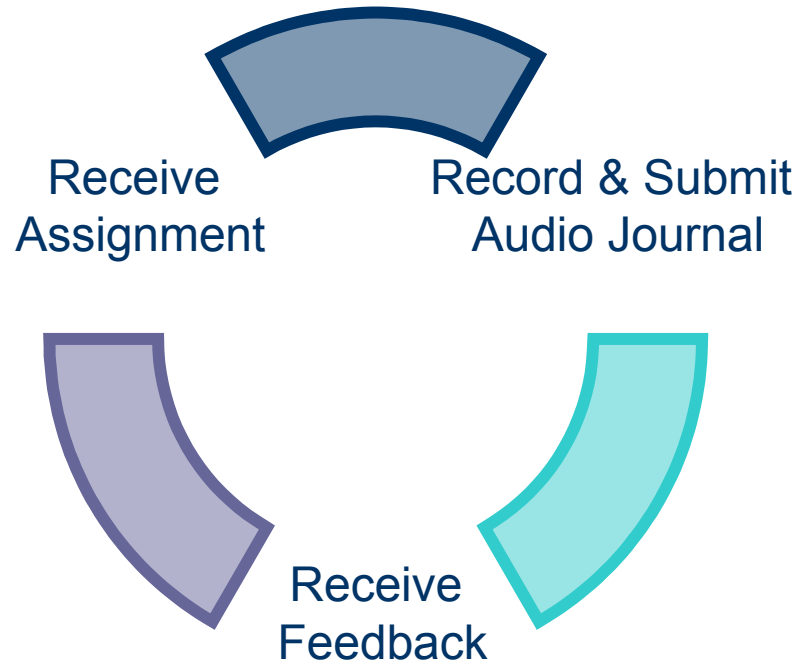 Receive
Assignment
Record & Submit
Audio Journal
Receive
Feedback